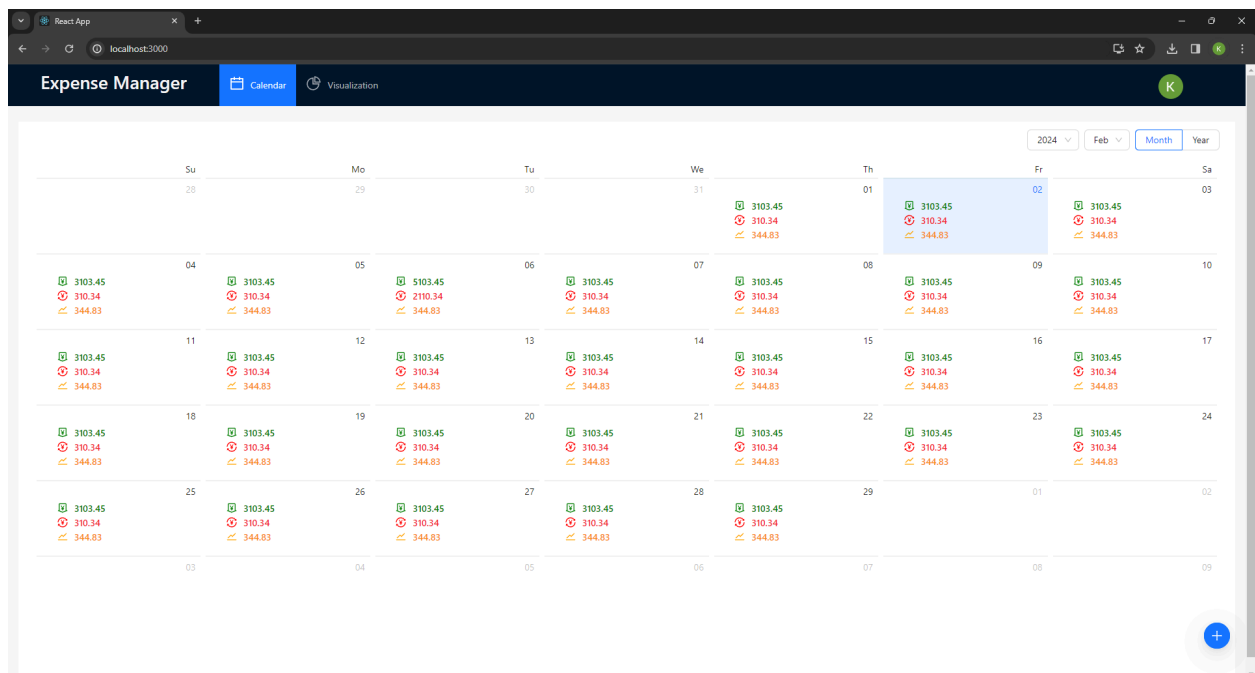 React App
localhost:3000
K
Expense Manager Calendar Visualization K
2024 Feb Month Year
Su Mo Tu We Th Fr Sa
28 29 30 31 01 02 03
¥ 3103.45 ¥ 3103.45 ¥ 3103.45
¥ 310.34 ¥ 310.34 ¥ 310.34
344.83 344.83 344.83
04 05 06 07 08 09 10
¥ 3103.45 ¥ 3103.45 ¥ 5103.45 ¥ 3103.45 ¥ 3103.45 ¥ 3103.45 ¥ 3103.45
¥ 310.34 ¥ 310.34 ¥ 2110.34 ¥ 310.34 ¥ 310.34 ¥ 310.34 ¥ 310.34
344.83 344.83 344.83 344.83 344.83 344.83 344.83
11 12 13 14 15 16 17
¥ 3103.45 ¥ 3103.45 ¥ 3103.45 ¥ 3103.45 ¥ 3103.45 ¥ 3103.45 ¥ 3103.45
¥ 310.34 ¥ 310.34 ¥ 310.34 ¥ 310.34 ¥ 310.34 ¥ 310.34 ¥ 310.34
344.83 344.83 344.83 344.83 344.83 344.83 344.83
18 19 20 21 22 23 24
¥ 3103.45 ¥ 3103.45 ¥ 3103.45 ¥ 3103.45 ¥ 3103.45 ¥ 3103.45 ¥ 3103.45
¥ 310.34 ¥ 310.34 ¥ 310.34 ¥ 310.34 ¥ 310.34 ¥ 310.34 ¥ 310.34
344.83 344.83 344.83 344.83 344.83 344.83 344.83
25 26 27 28 29 01 02
¥ 3103.45 ¥ 3103.45 ¥ 3103.45 ¥ 3103.45 ¥ 3103.45
¥ 310.34 ¥ 310.34 ¥ 310.34 ¥ 310.34 ¥ 310.34
344.83 344.83 344.83 344.83 344.83
03 04 05 06 07 08 09